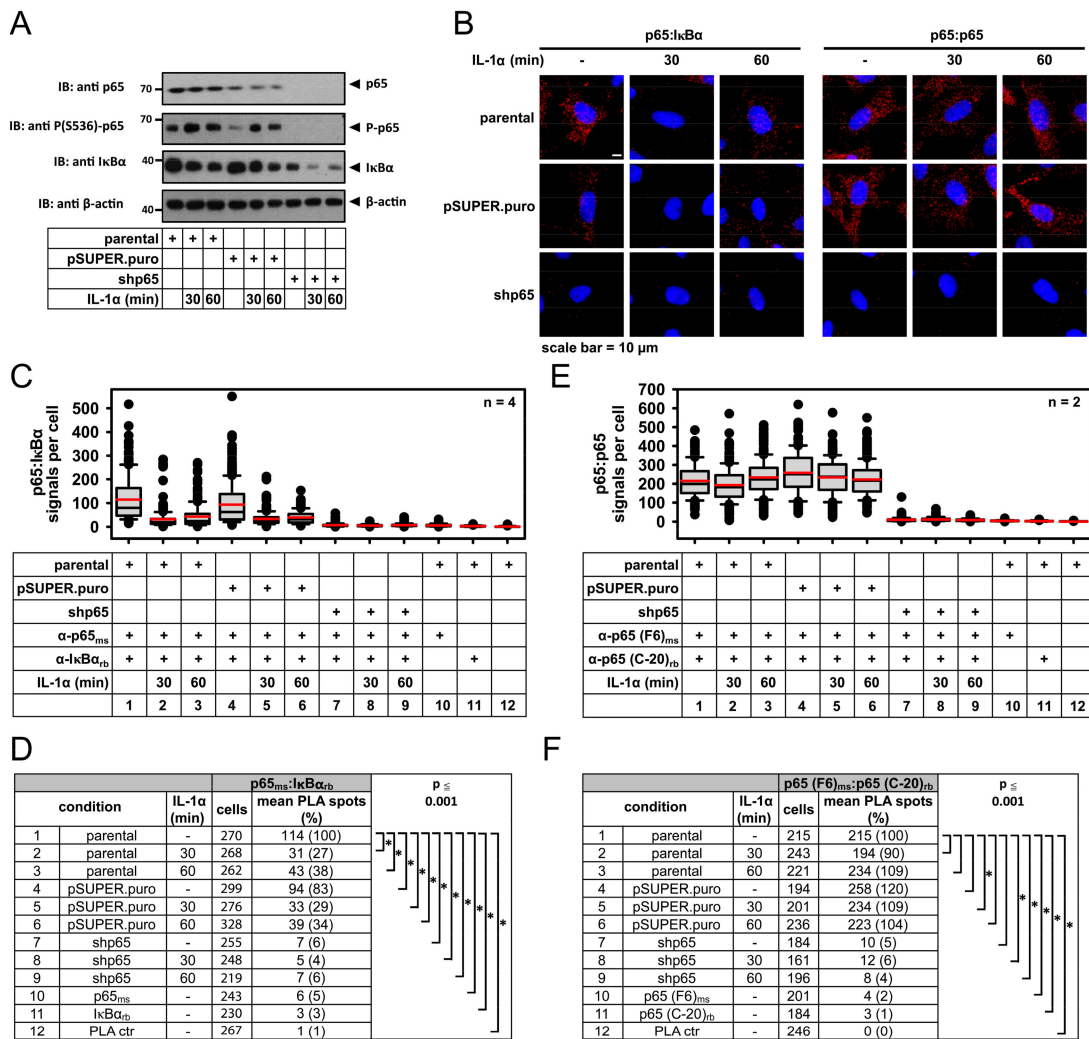 A
IB: anti p65
70
p65
IB: anti P(S536)-p65
70
P-p65
IB: anti IκBα
40
IκBα
IB: anti β-actin
40
β-actin
parental + + +
pSUPER.puro + + +
shp65 + + +
IL-1α (min) 30 60 30 60 30 60
B
p65:IκBα p65:p65
IL-1α (min) - 30 60 - 30 60
parental
pSUPER.puro
shp65
scale bar = 10 µm
C
p65:IκBα
signals per cell
500
400
300
200
100
0
n = 4
parental + + + + + +
pSUPER.puro + + +
shp65 + + +
α-p65ms + + + + + + + + + +
α-IκBαrb + + + + + + + + + +
IL-1α (min) 30 60 30 60 30 60
1 2 3 4 5 6 7 8 9 10 11 12
E
p65:p65
signals per cell
700
600
500
400
300
200
100
0
n = 2
parental + + + + + +
pSUPER.puro + + +
shp65 + + +
α-p65 (F6)ms + + + + + + + + + +
α-p65 (C-20)rb + + + + + + + + + +
IL-1α (min) 30 60 30 60 30 60
1 2 3 4 5 6 7 8 9 10 11 12
D
p65ms:IκBαrb
condition IL-1α (min) cells mean PLA spots (%)
p ≦ 0.001
1 parental - 270 114 (100)
2 parental 30 268 31 (27)
3 parental 60 262 43 (38)
4 pSUPER.puro - 299 94 (83)
5 pSUPER.puro 30 276 33 (29)
6 pSUPER.puro 60 328 39 (34)
7 shp65 - 255 7 (6)
8 shp65 30 248 5 (4)
9 shp65 60 219 7 (6)
10 p65ms - 243 6 (5)
11 IκBαrb - 230 3 (3)
12 PLA ctr - 267 1 (1)
* * * * * * * * * * *
F
p65 (F6)ms:p65 (C-20)rb
condition IL-1α (min) cells mean PLA spots (%)
p ≦ 0.001
1 parental - 215 215 (100)
2 parental 30 243 194 (90)
3 parental 60 221 234 (109)
4 pSUPER.puro - 194 258 (120)
5 pSUPER.puro 30 201 234 (109)
6 pSUPER.puro 60 236 223 (104)
7 shp65 - 184 10 (5)
8 shp65 30 161 12 (6)
9 shp65 60 196 8 (4)
10 p65 (F6)ms - 201 4 (2)
11 p65 (C-20)rb - 184 3 (1)
12 PLA ctr - 246 0 (0)
* * * * * * *